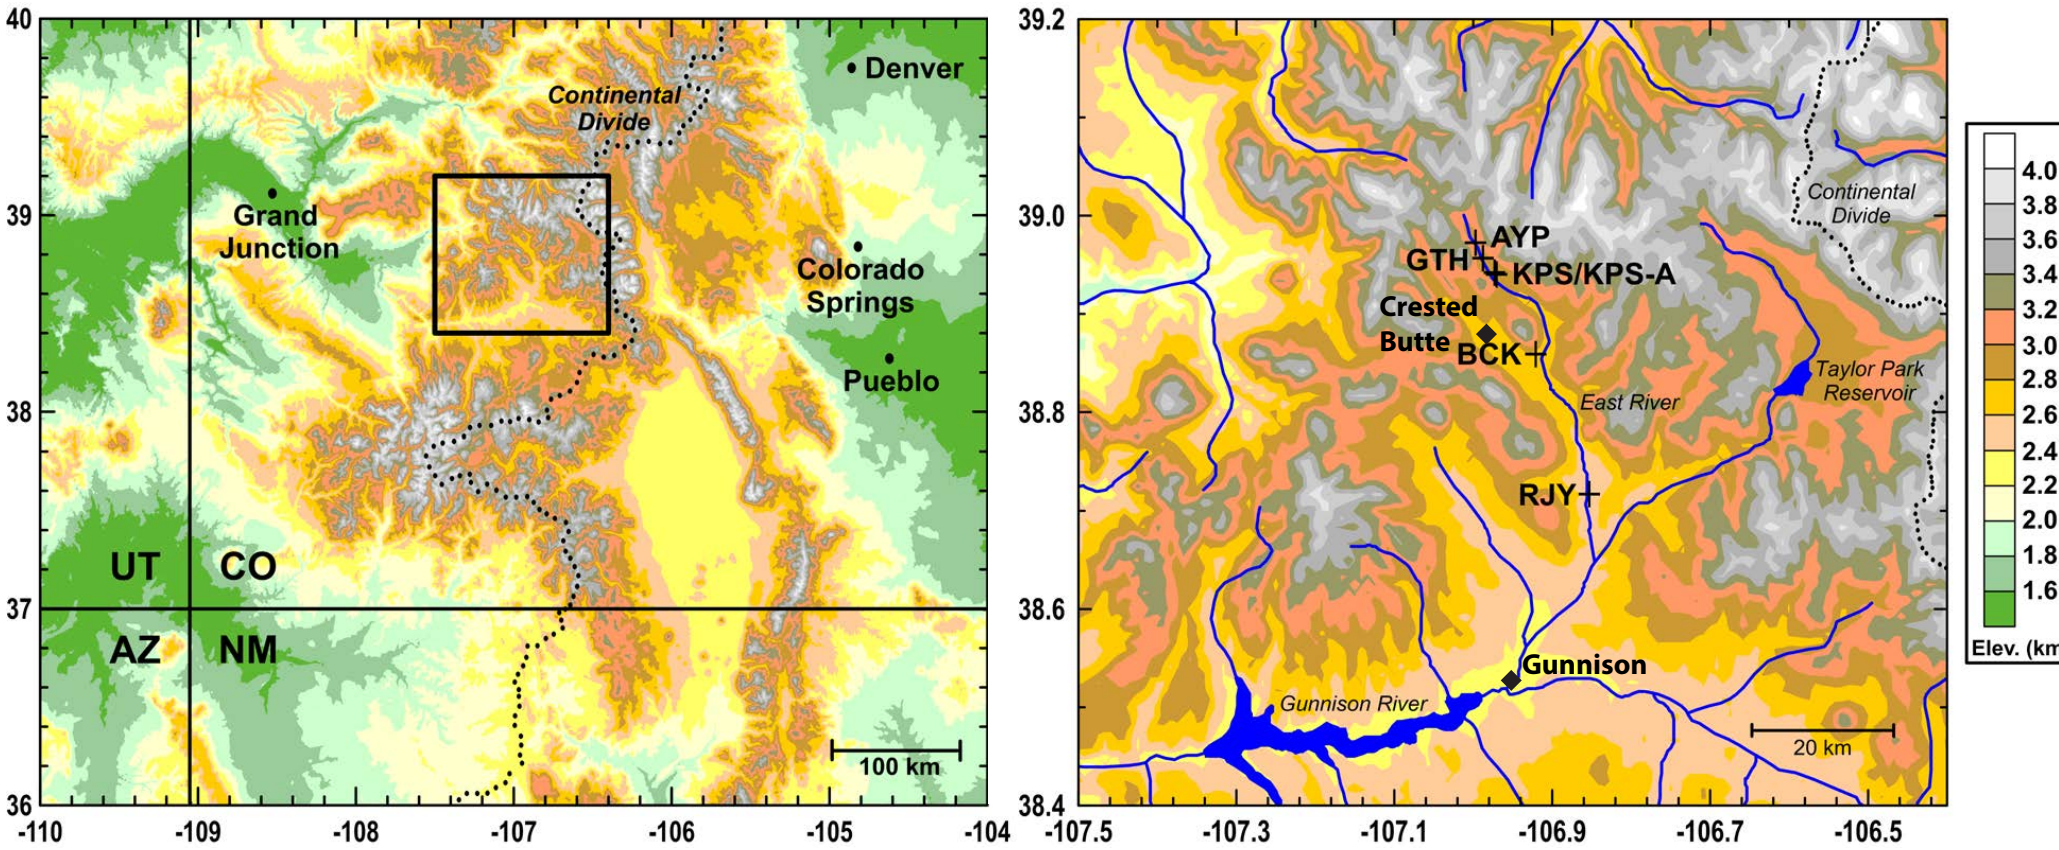 40
39
38
37
36
-110
-109
-108
-107
-106
-105
-104
Continental
Divide
Denver
Grand
Junction
Colorado
Springs
Pueblo
UT
CO
AZ
NM
100 km
39.2
39.0
38.8
38.6
38.4
-107.5
-107.3
-107.1
-106.9
-106.7
-106.5
Continental
Divide
AYP
GTH
KPS/KPS-A
Crested
Butte
BCK
East River
Taylor Park
Reservoir
RJY
Gunnison
Gunnison River
20 km
4.0
3.8
3.6
3.4
3.2
3.0
2.8
2.6
2.4
2.2
2.0
1.8
1.6
Elev. (km